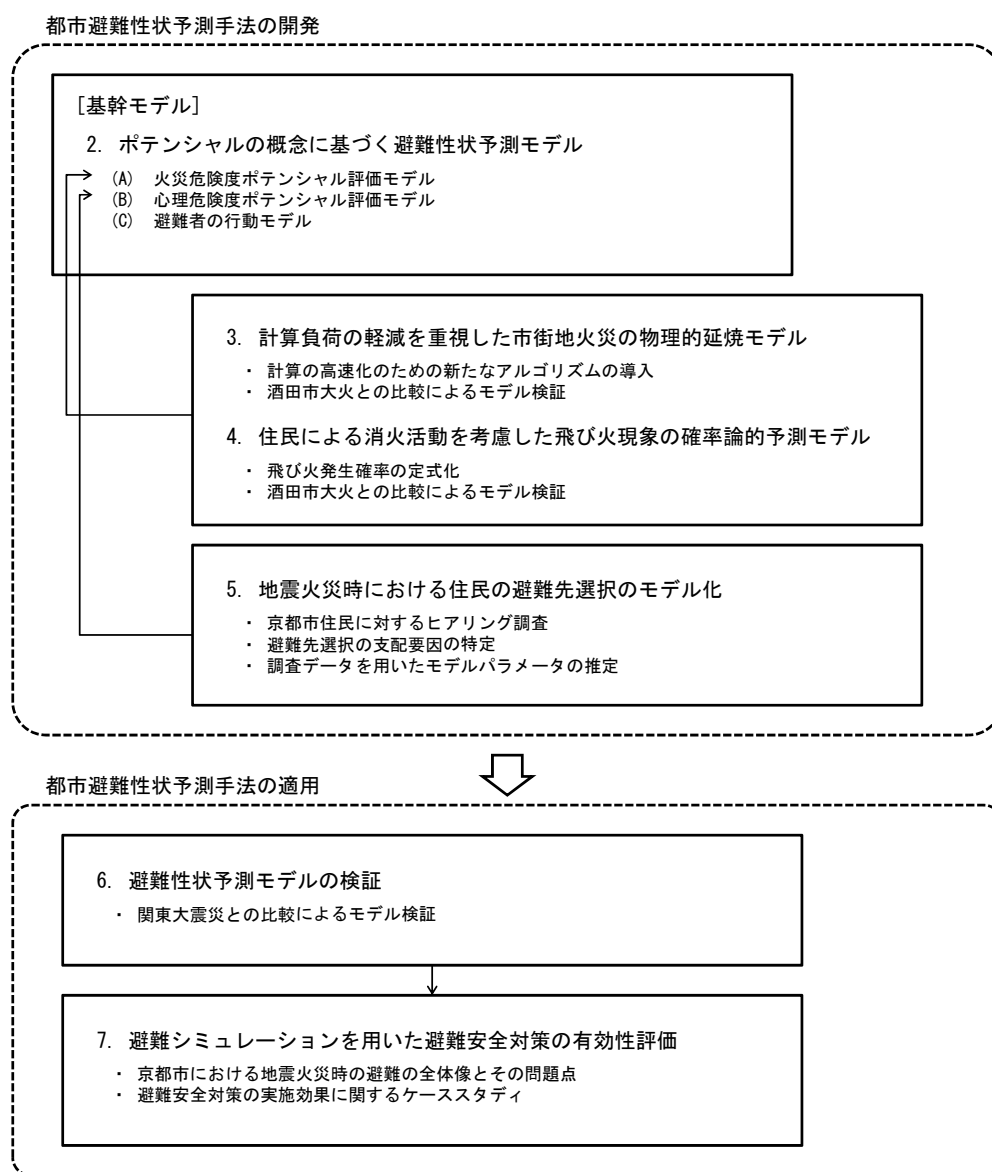 都市避難性状予測手法の開発
[基幹モデル]
2. ポテンシャルの概念に基づく避難性状予測モデル
(A) 火災危険度ポテンシャル評価モデル
(B) 心理危険度ポテンシャル評価モデル
(C) 避難者の行動モデル
3. 計算負荷の軽減を重視した市街地火災の物理的延焼モデル
・ 計算の高速化のための新たなアルゴリズムの導入
・ 酒田市大火との比較によるモデル検証
4. 住民による消火活動を考慮した飛び火現象の確率論的予測モデル
・ 飛び火発生確率の定式化
・ 酒田市大火との比較によるモデル検証
5. 地震火災時における住民の避難先選択のモデル化
・ 京都市住民に対するヒアリング調査
・ 避難先選択の支配要因の特定
・ 調査データを用いたモデルパラメータの推定
都市避難性状予測手法の適用
6. 避難性状予測モデルの検証
・ 関東大震災との比較によるモデル検証
7. 避難シミュレーションを用いた避難安全対策の有効性評価
・ 京都市における地震火災時の避難の全体像とその問題点
・ 避難安全対策の実施効果に関するケーススタディ